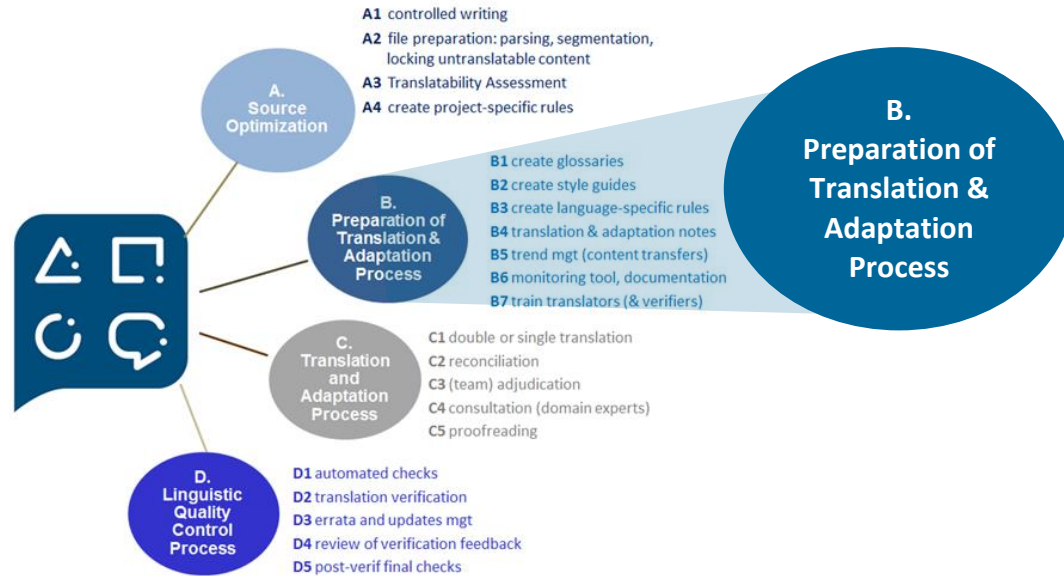 A.
Source
Optimization
A1 controlled writing
A2 file preparation: parsing, segmentation,
locking untranslatable content
A3 Translatability Assessment
A4 create project-specific rules
B.
Preparation of
Translation &
Adaptation
Process
B1 create glossaries
B2 create style guides
B3 create language-specific rules
B4 translation & adaptation notes
B5 trend mgt (content transfers)
B6 monitoring tool, documentation
B7 train translators (& verifiers)
B.
Preparation of
Translation &
Adaptation
Process
C.
Translation
and
Adaptation
Process
C1 double or single translation
C2 reconciliation
C3 (team) adjudication
C4 consultation (domain experts)
C5 proofreading
D.
Linguistic
Quality
Control
Process
D1 automated checks
D2 translation verification
D3 errata and updates mgt
D4 review of verification feedback
D5 post-verif final checks